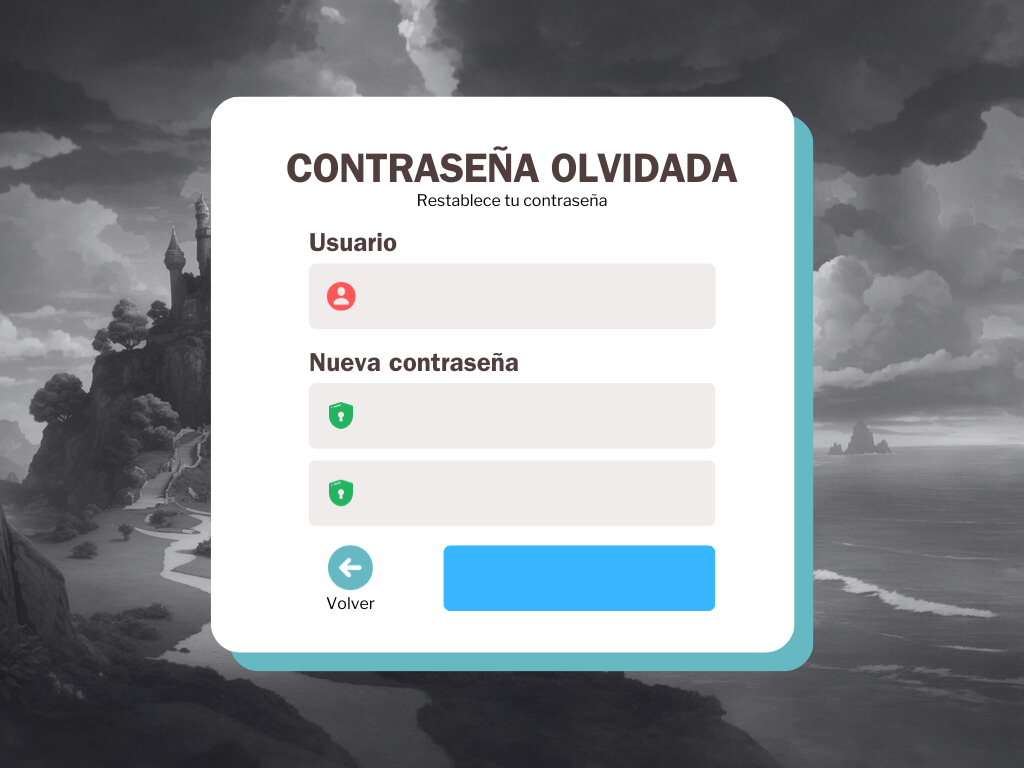 CONTRASEÑA OLVIDADA
Restablece tu contraseña
Usuario
Nueva contraseña
Volver